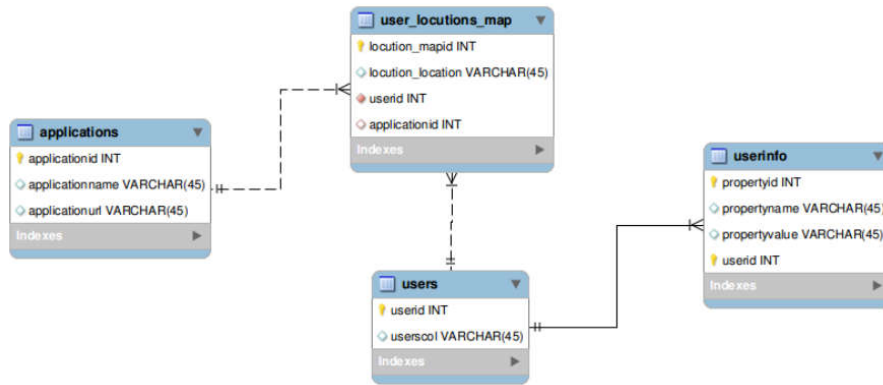 user_locutions_map
locution_mapid INT
locution_location VARCHAR(45)
userid INT
applicationid INT
Indexes
applications
applicationid INT
applicationname VARCHAR(45)
applicationurl VARCHAR(45)
Indexes
userinfo
propertyid INT
propertyname VARCHAR(45)
propertyvalue VARCHAR(45)
userid INT
Indexes
users
userid INT
userscol VARCHAR(45)
Indexes